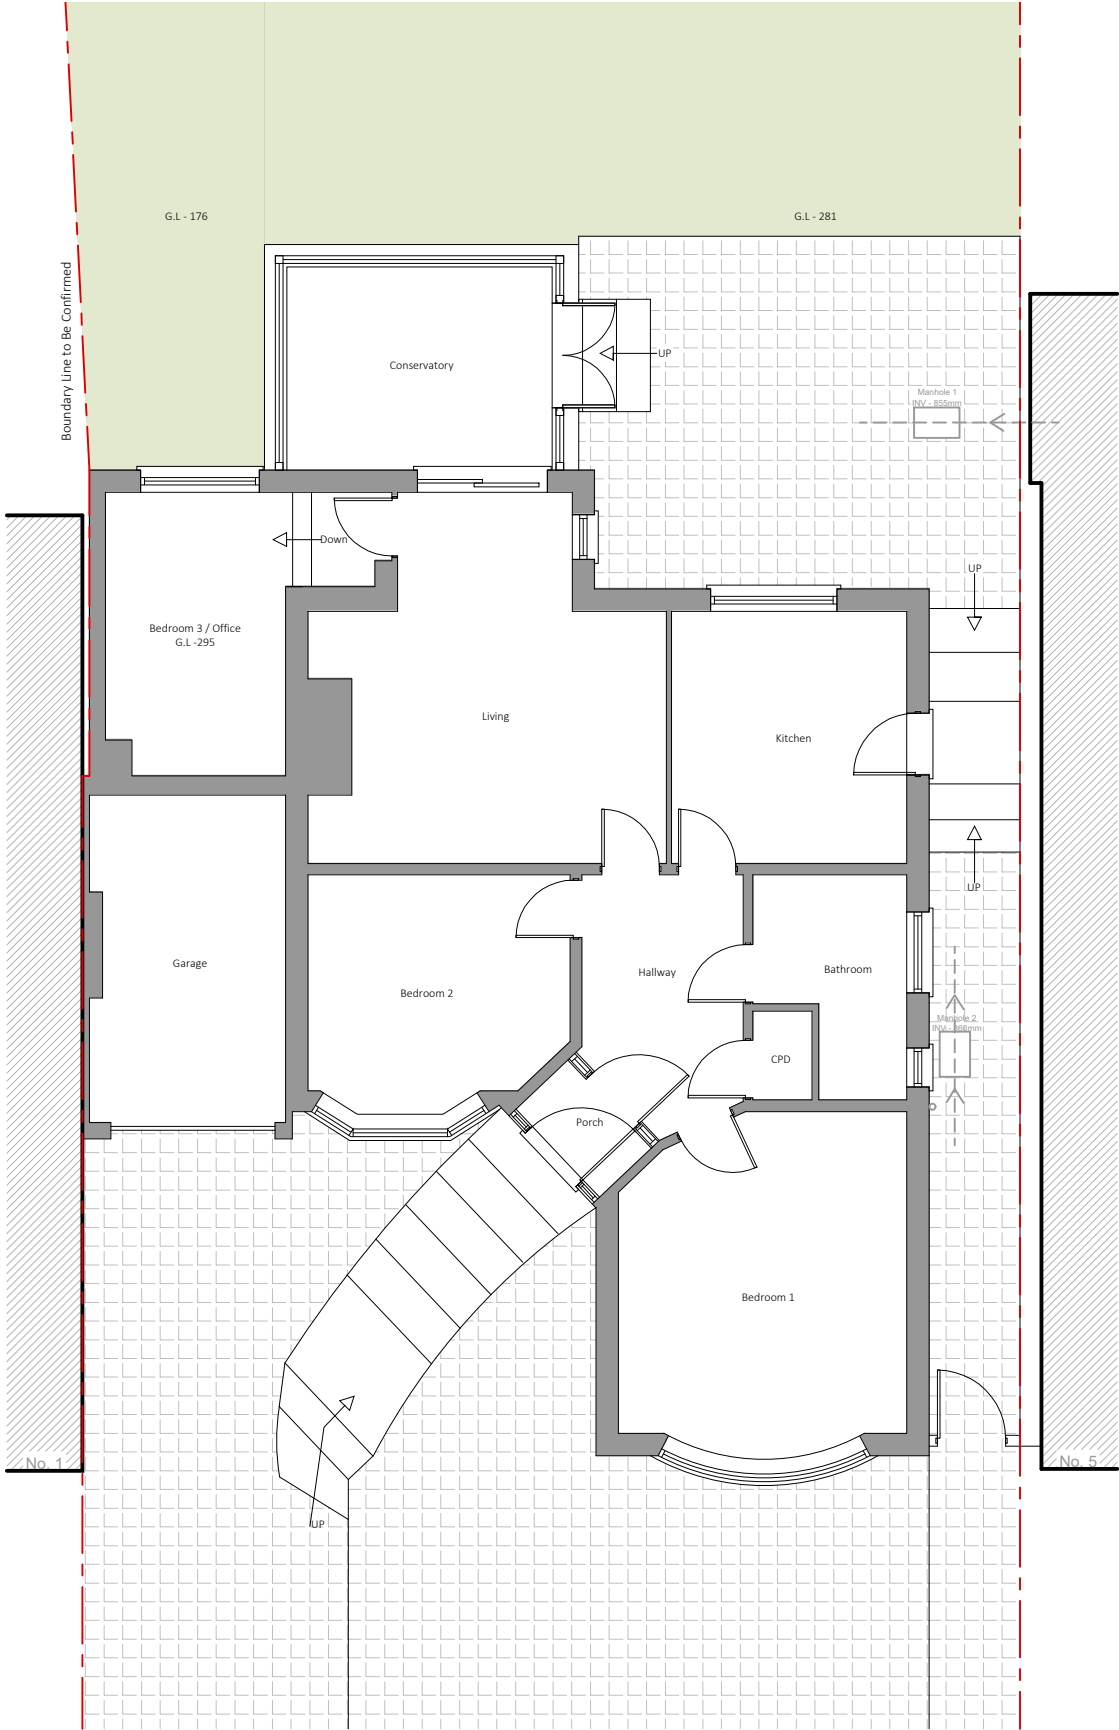 G.L - 176
G.L - 281
Boundary Line to Be Confirmed
Conservatory
UP
Manhole 1
INV - 855mm
Down
UP
Bedroom 3 / Office
G.L -295
Living
Kitchen
UP
Garage
Bedroom 2
Hallway
Bathroom
Manhole 2
INV - 860mm
CPD
Porch
Bedroom 1
No. 1
No. 5
UP